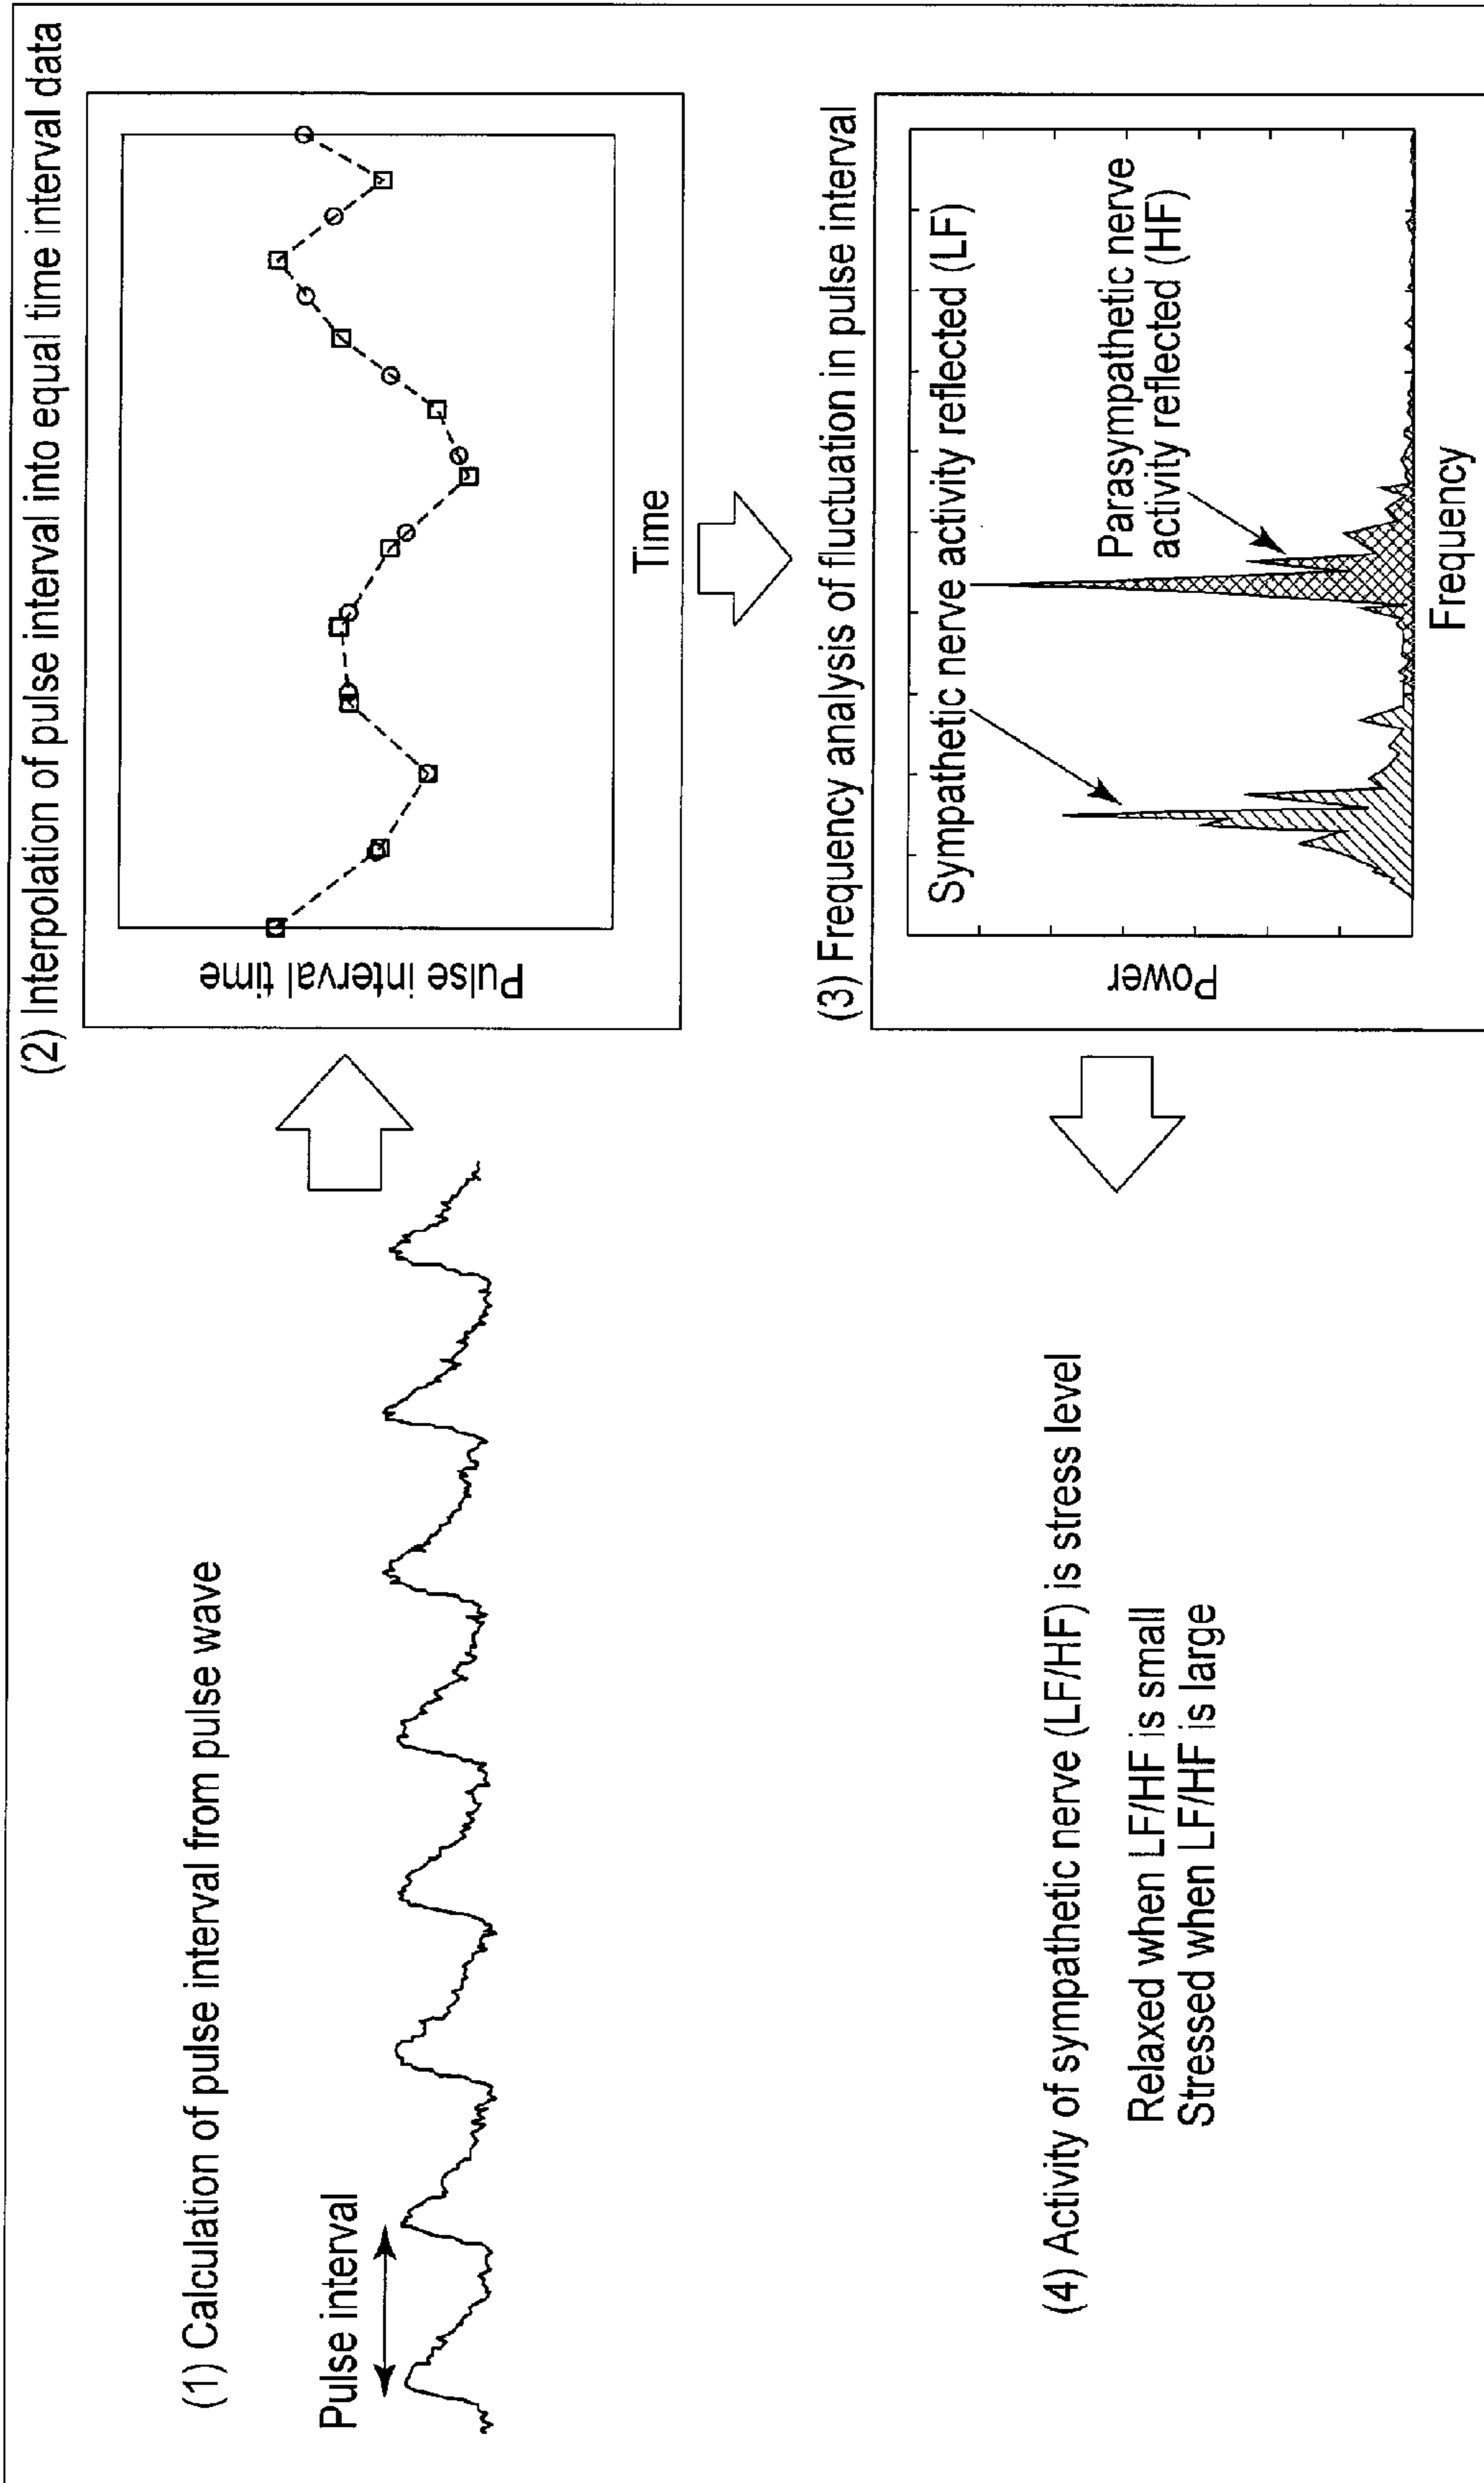 (1) Calculation of pulse interval from pulse wave
Pulse interval
(2) Interpolation of pulse interval into equal time interval data
Pulse interval time
Time
(3) Frequency analysis of fluctuation in pulse interval
Power
Sympathetic nerve activity reflected (LF)
Parasympathetic nerve
activity reflected (HF)
Frequency
(4) Activity of sympathetic nerve (LF/HF) is stress level
Relaxed when LF/HF is small
Stressed when LF/HF is large